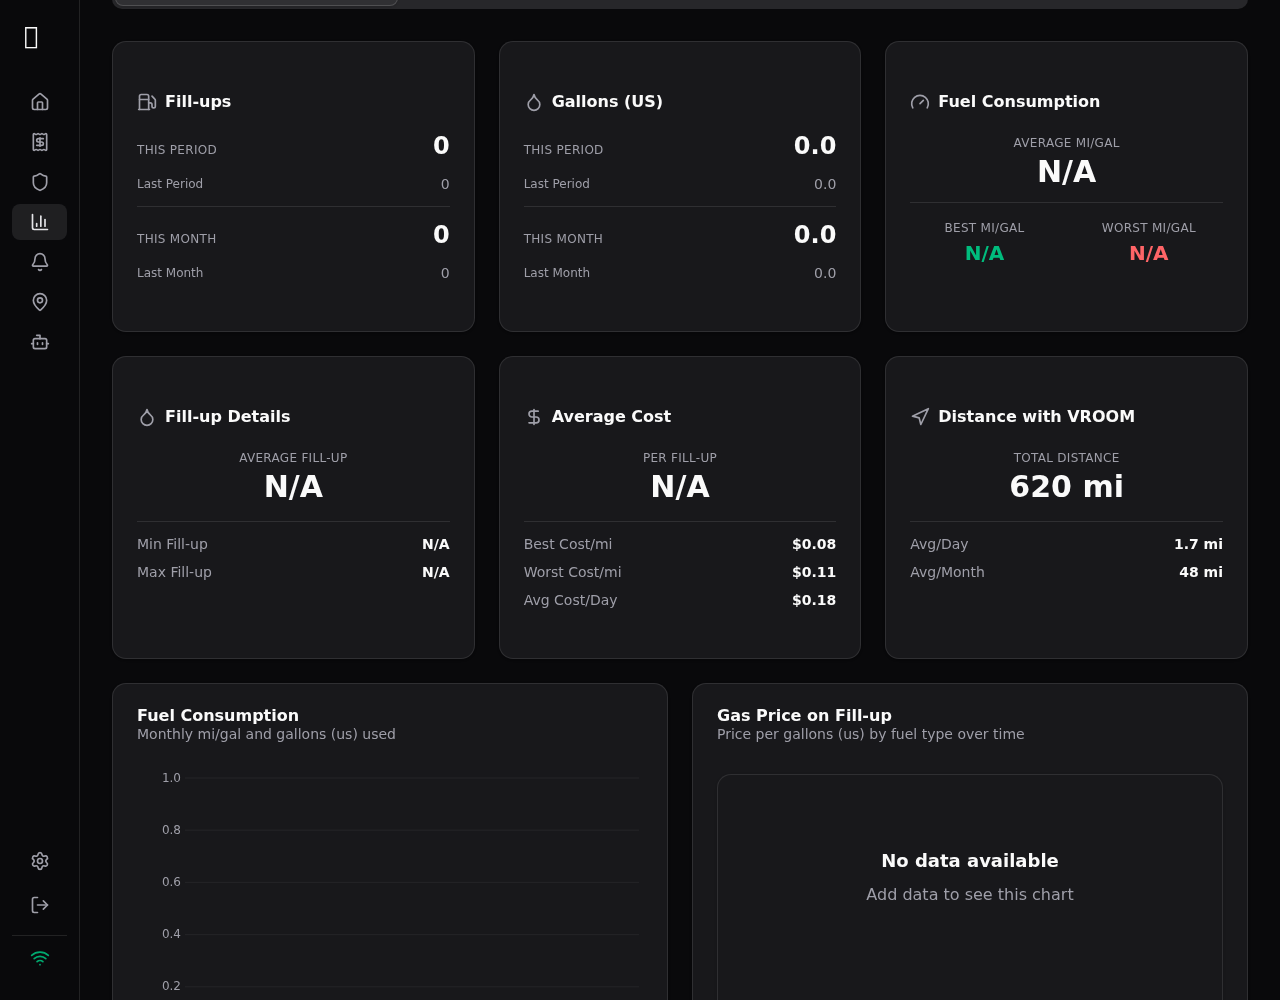 Fill-ups
THIS PERIOD 0
Last Period 0
THIS MONTH 0
Last Month 0
Gallons (US)
THIS PERIOD 0.0
Last Period 0.0
THIS MONTH 0.0
Last Month 0.0
Fuel Consumption
AVERAGE MI/GAL
N/A
BEST MI/GAL
N/A
WORST MI/GAL
N/A
Fill-up Details
AVERAGE FILL-UP
N/A
Min Fill-up N/A
Max Fill-up N/A
Average Cost
PER FILL-UP
N/A
Best Cost/mi $0.08
Worst Cost/mi $0.11
Avg Cost/Day $0.18
Distance with VROOM
TOTAL DISTANCE
620 mi
Avg/Day 1.7 mi
Avg/Month 48 mi
Fuel Consumption
Monthly mi/gal and gallons (us) used
1.0
0.8
0.6
0.4
0.2
Gas Price on Fill-up
Price per gallons (us) by fuel type over time
No data available
Add data to see this chart